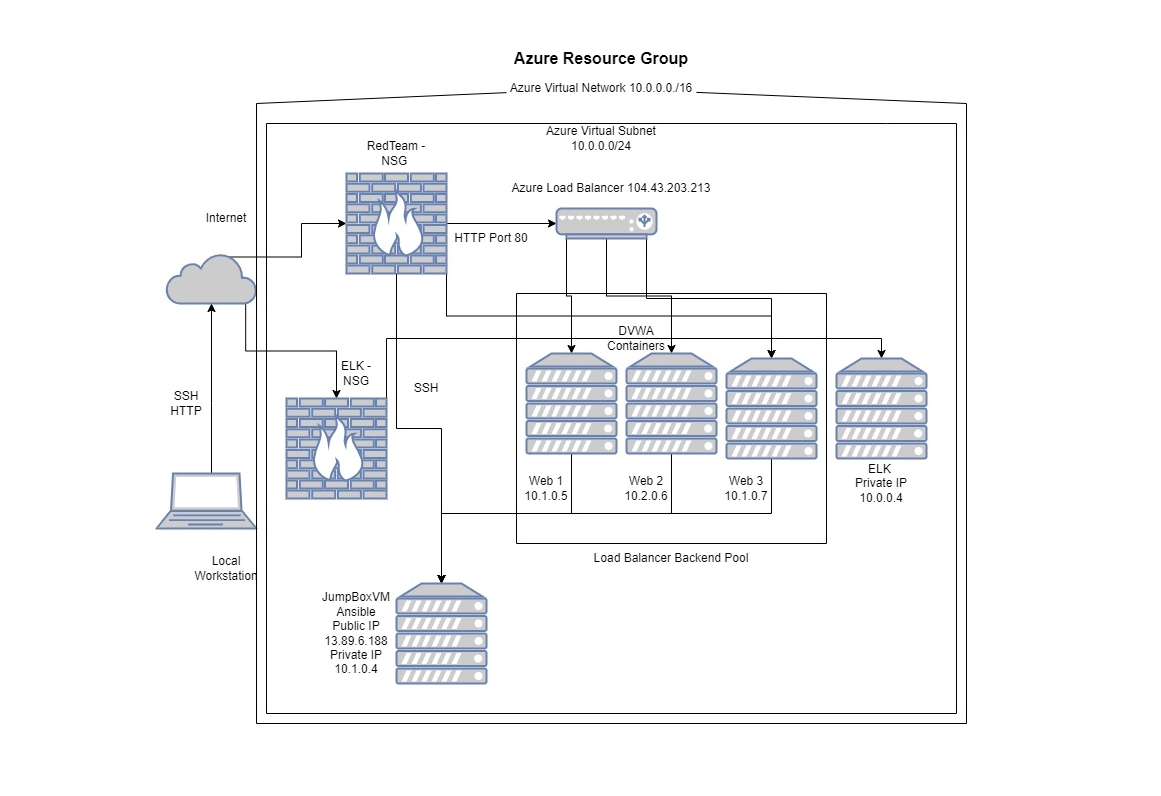 Azure Resource Group
Azure Virtual Network 10.0.0.0./16
Azure Virtual Subnet
10.0.0.0/24
RedTeam -
NSG
Azure Load Balancer 104.43.203.213
Internet
HTTP Port 80
DVWA
Containers
ELK -
NSG
SSH
SSH
HTTP
Web 1
10.1.0.5
Web 2
10.2.0.6
Web 3
10.1.0.7
ELK
Private IP
10.0.0.4
Load Balancer Backend Pool
Local
Workstation
JumpBoxVM
Ansible
Public IP
13.89.6.188
Private IP
10.1.0.4